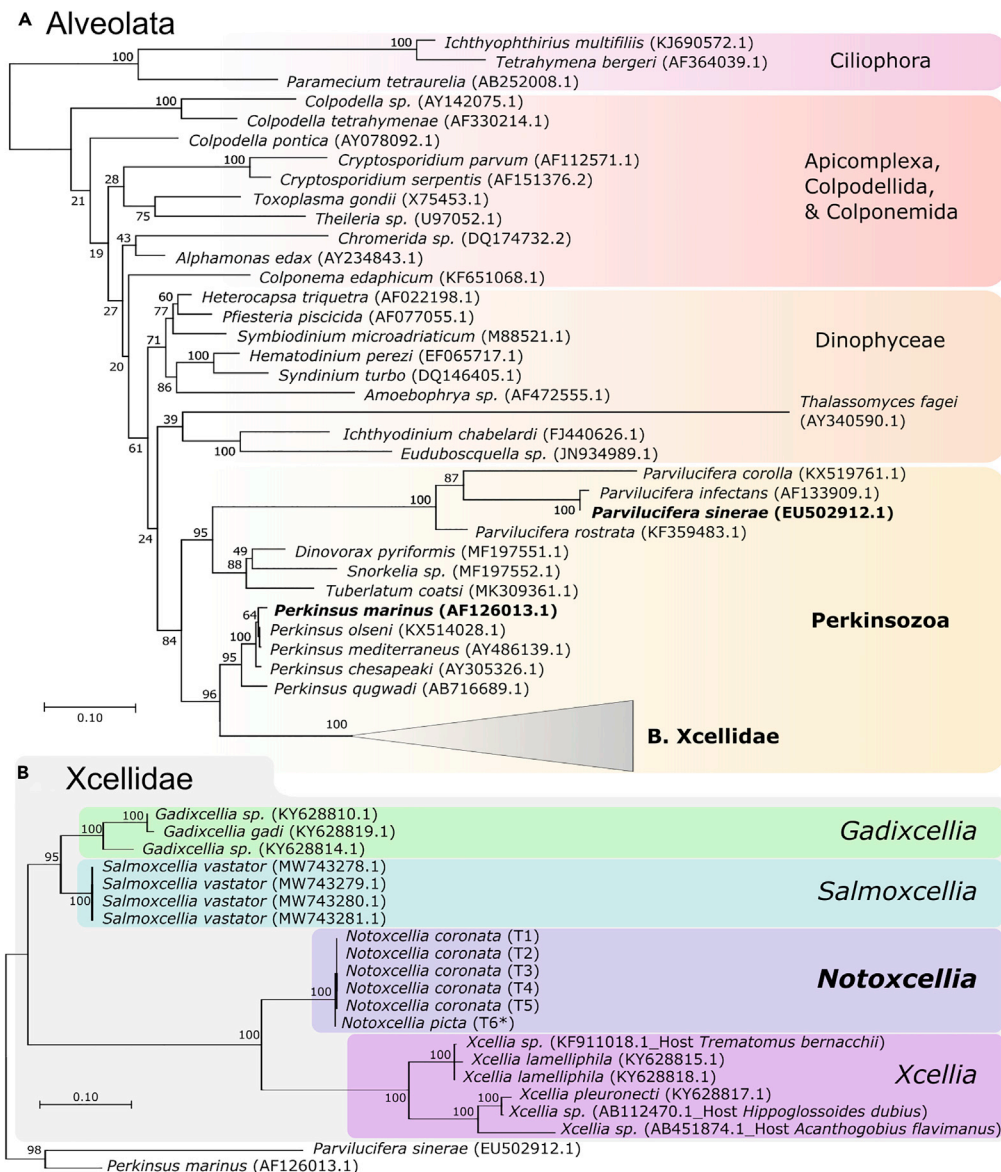 A Alveolata
100
Ichthyophthirius multifiliis (KJ690572.1)
100
Tetrahymena bergeri (AF364039.1)
Ciliophora
Paramecium tetraurelia (AB252008.1)
100
Colpodella sp. (AY142075.1)
Colpodella tetrahymenae (AF330214.1)
Colpodella pontica (AY078092.1)
100
Cryptosporidium parvum (AF112571.1)
Apicomplexa,
Colpodellida,
& Colponemida
28
Cryptosporidium serpentis (AF151376.2)
21
Toxoplasma gondii (X75453.1)
75
Theileria sp. (U97052.1)
43
Chromerida sp. (DQ174732.2)
19
Alphamonas edax (AY234843.1)
Colponema edaphicum (KF651068.1)
60
Heterocapsa triquetra (AF022198.1)
27
77
Pfiesteria piscicida (AF077055.1)
Symbiodinium microadriaticum (M88521.1)
Dinophyceae
71
100
Hematodinium perezi (EF065717.1)
20
Syndinium turbo (DQ146405.1)
86
Amoebophrya sp. (AF472555.1)
Thalassomyces fagei
(AY340590.1)
39
Ichthyodinium chabelardi (FJ440626.1)
61
100
Euduboscquella sp. (JN934989.1)
87
Parvilucifera corolla (KX519761.1)
100
Parvilucifera infectans (AF133909.1)
100
Parvilucifera sinerae (EU502912.1)
24
95
Parvilucifera rostrata (KF359483.1)
49
Dinovorax pyriformis (MF197551.1)
88
Snorkelia sp. (MF197552.1)
Tuberlatum coatsi (MK309361.1)
64
Perkinsus marinus (AF126013.1)
Perkinsozoa
84
100
Perkinsus olseni (KX514028.1)
Perkinsus mediterraneus (AY486139.1)
95
Perkinsus chesapeaki (AY305326.1)
Perkinsus qugwadi (AB716689.1)
96
0.10
100
B. Xcellidae
B Xcellidae
100
Gadixcellia sp. (KY628810.1)
100
Gadixcellia gadi (KY628819.1)
Gadixcellia
Gadixcellia sp. (KY628814.1)
95
Salmoxcellia vastator (MW743278.1)
Salmoxcellia vastator (MW743279.1)
Salmoxcellia
100
Salmoxcellia vastator (MW743280.1)
Salmoxcellia vastator (MW743281.1)
Notoxcellia coronata (T1)
Notoxcellia coronata (T2)
Notoxcellia coronata (T3)
Notoxcellia
100
Notoxcellia coronata (T4)
Notoxcellia coronata (T5)
Notoxcellia picta (T6*)
100
Xcellia sp. (KF911018.1_Host Trematomus bernacchii)
100
Xcellia lamelliphila (KY628815.1)
Xcellia
Xcellia lamelliphila (KY628818.1)
100
Xcellia pleuronecti (KY628817.1)
0.10
100
100
Xcellia sp. (AB112470.1_Host Hippoglossoides dubius)
Xcellia sp. (AB451874.1_Host Acanthogobius flavimanus)
98
Parvilucifera sinerae (EU502912.1)
Perkinsus marinus (AF126013.1)